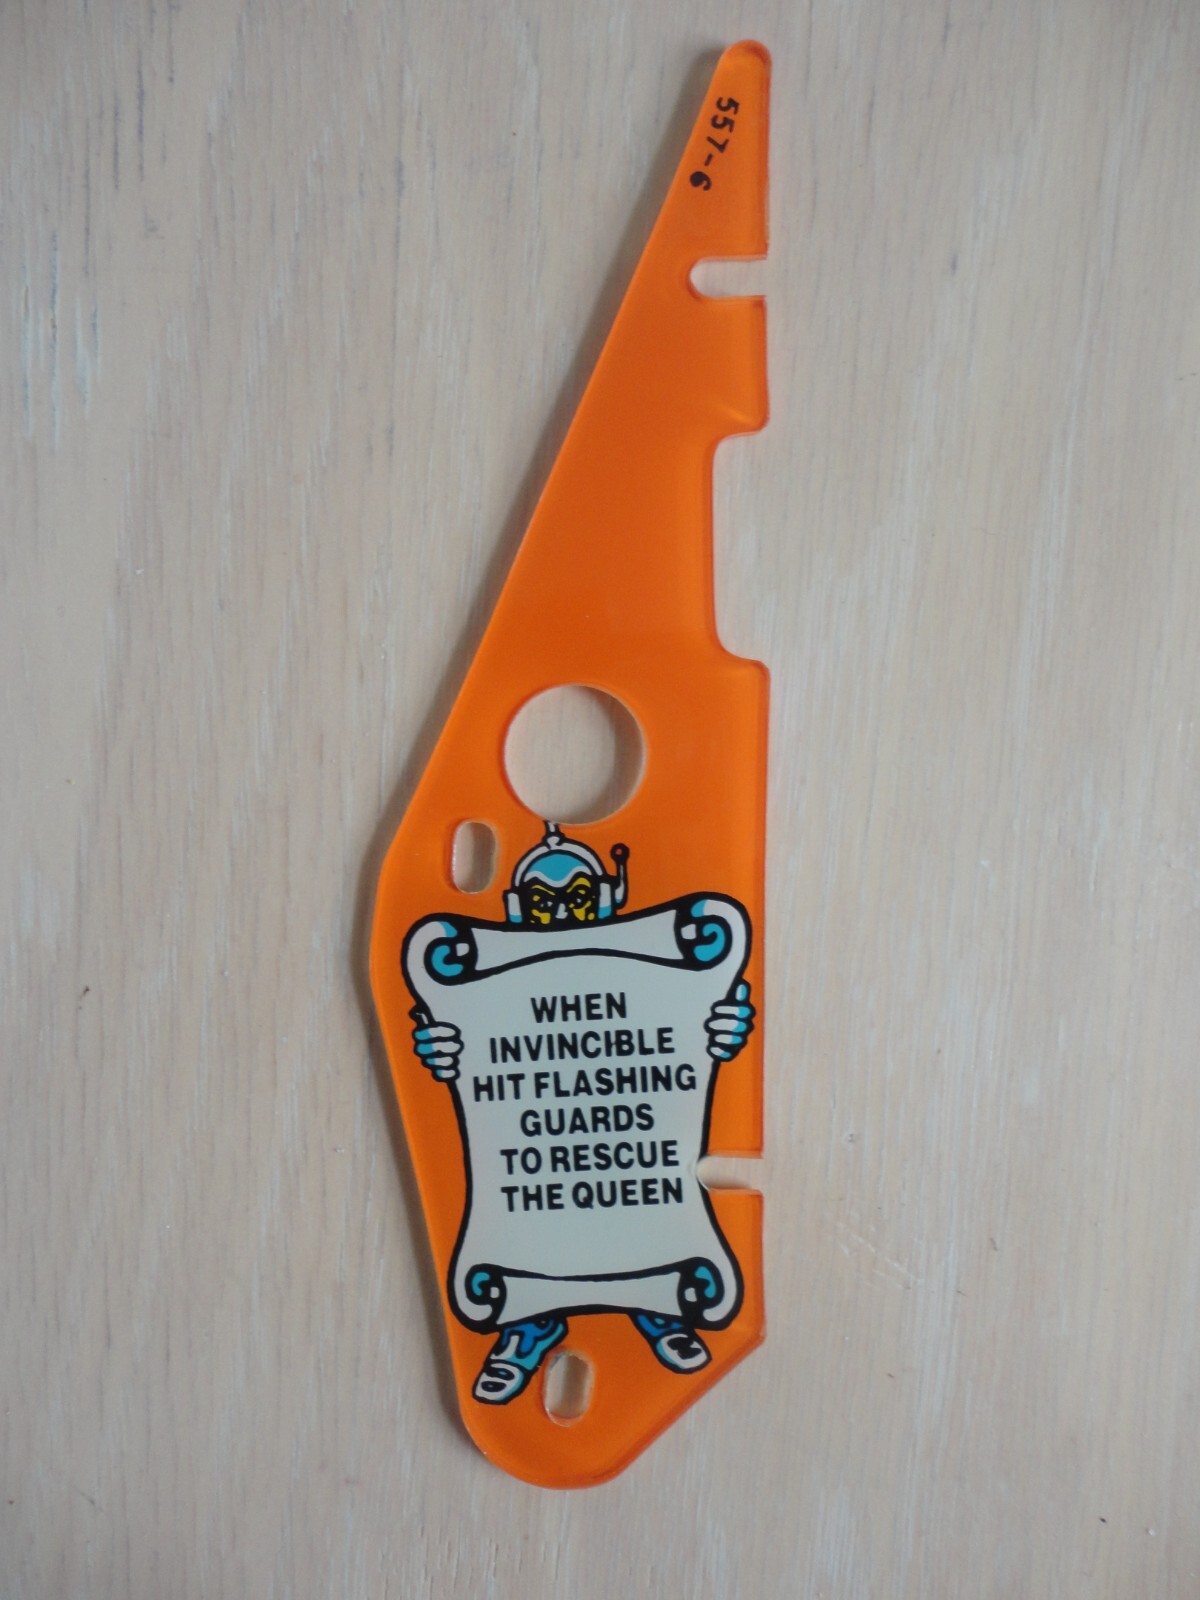 557-6
WHEN
INVINCIBLE
HIT FLASHING
GUARDS
TO RESCUE
THE QUEEN